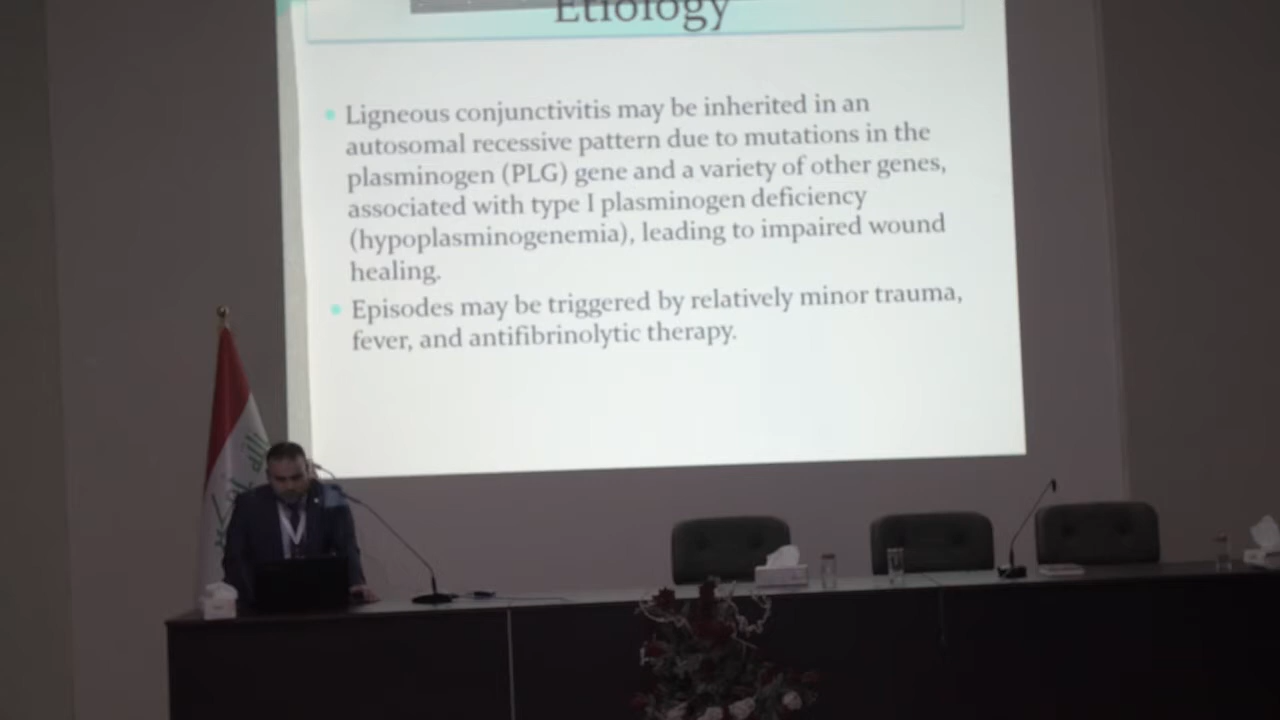 Etiology
Ligneous conjunctivitis may be inherited in an
autosomal recessive pattern due to mutations in the
plasminogen (PLG) gene and a variety of other genes,
associated with type I plasminogen deficiency
(hypoplasminogenemia), leading to impaired wound
healing.
Episodes may be triggered by relatively minor trauma,
fever, and antifibrinolytic therapy.